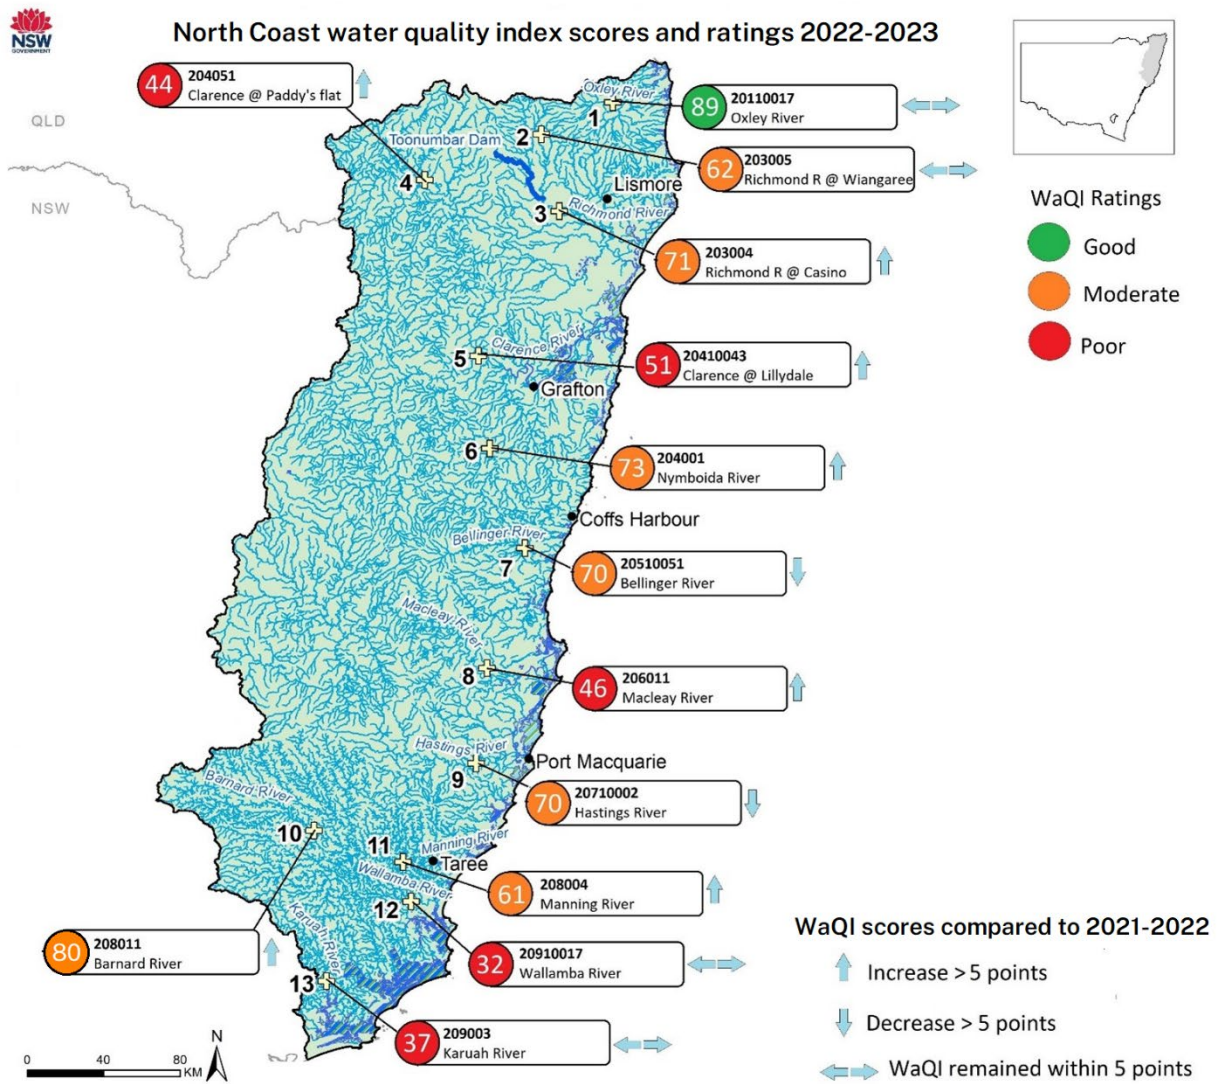 NSW
GOVERNMENT
North Coast water quality index scores and ratings 2022-2023
44
204051
Clarence @ Paddy's flat
QLD
NSW
Oxley River
1
89
20110017
Oxley River
2
Toonumbar Dam
62
203005
Richmond R @ Wiangaree
4
Lismore
3
Richmond River
71
203004
Richmond R @ Casino
WaQI Ratings
Good
Moderate
Poor
Clarence River
5
51
20410043
Clarence @ Lillydale
Grafton
6
73
204001
Nymboida River
Coffs Harbour
Bellinger River
7
70
20510051
Bellinger River
Macleay River
8
46
206011
Macleay River
Hastings River
Port Macquarie
9
70
20710002
Hastings River
Barnard River
10
11
Manning River
Taree
61
208004
Manning River
Wallamba River
12
80
208011
Barnard River
32
20910017
Wallamba River
Karuah River
13
37
209003
Karuah River
WaQI scores compared to 2021-2022
Increase > 5 points
Decrease > 5 points
WaQI remained within 5 points
0 40 80
KM
N